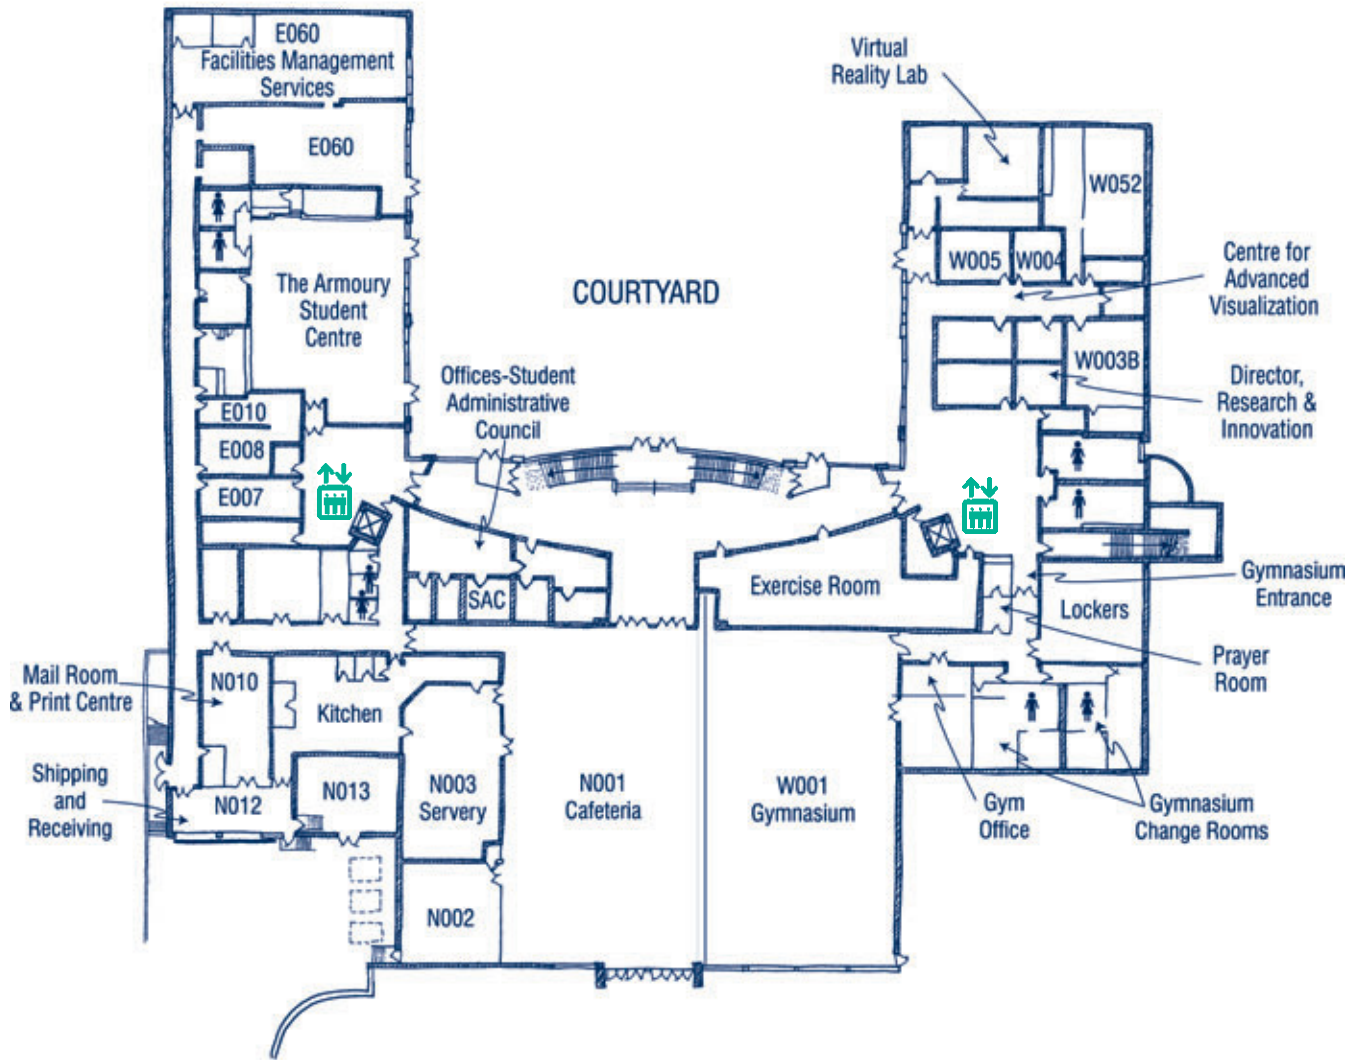 E060
Facilities Management
Services
E060
Virtual
Reality Lab
W052
W005
W004
Centre for
Advanced
Visualization
COURTYARD
The Armoury
Student
Centre
W003B
Director,
Research &
Innovation
Offices-Student
Administrative
Council
E010
E008
E007
SAC
Exercise Room
Gymnasium
Entrance
Lockers
Prayer
Room
Mail Room
& Print Centre
N010
Kitchen
Shipping
and
Receiving
N012
N013
N003
Servery
N001
Cafeteria
W001
Gymnasium
Gym
Office
Gymnasium
Change Rooms
N002